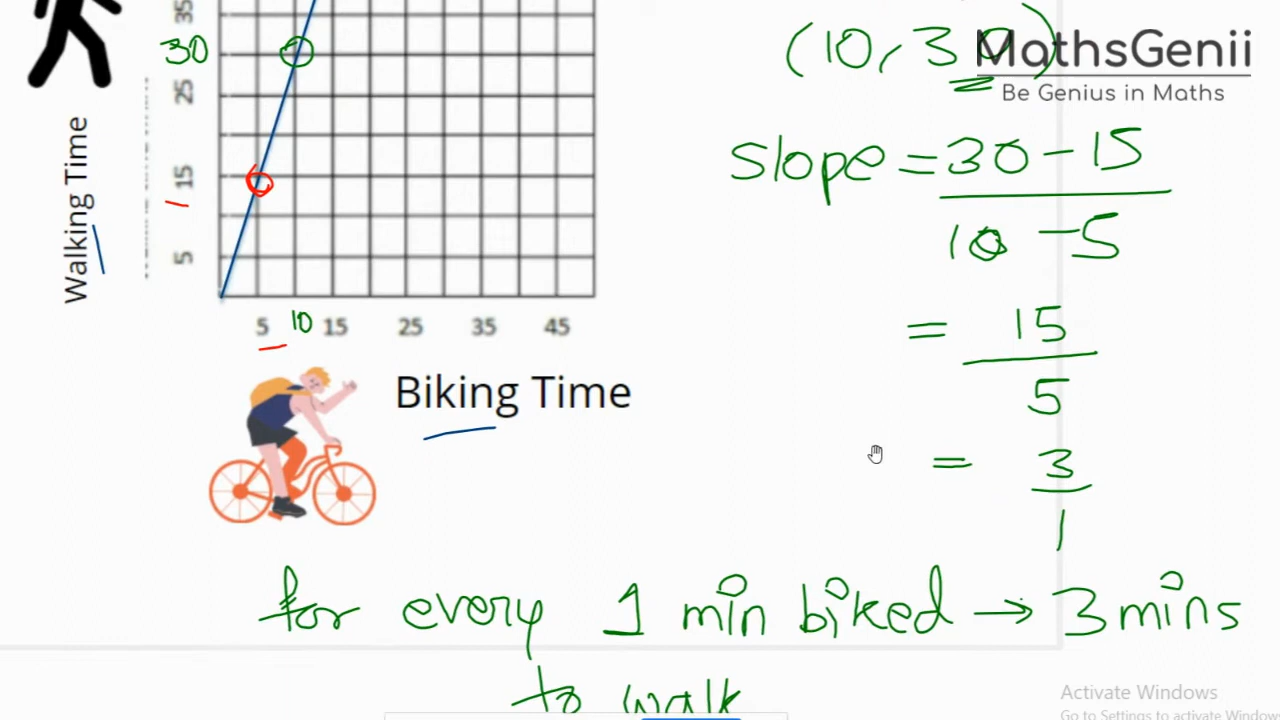 35
30
25
15
5
Walking Time
5 10 15 25 35 45
Biking Time
(10, 30)
MathsGenii
Be Genius in Maths
slope = 30 - 15
10 - 5
= 15
5
= 3
1
for every 1 min biked → 3 mins
to walk
Activate Windows
Go to Settings to activate Window